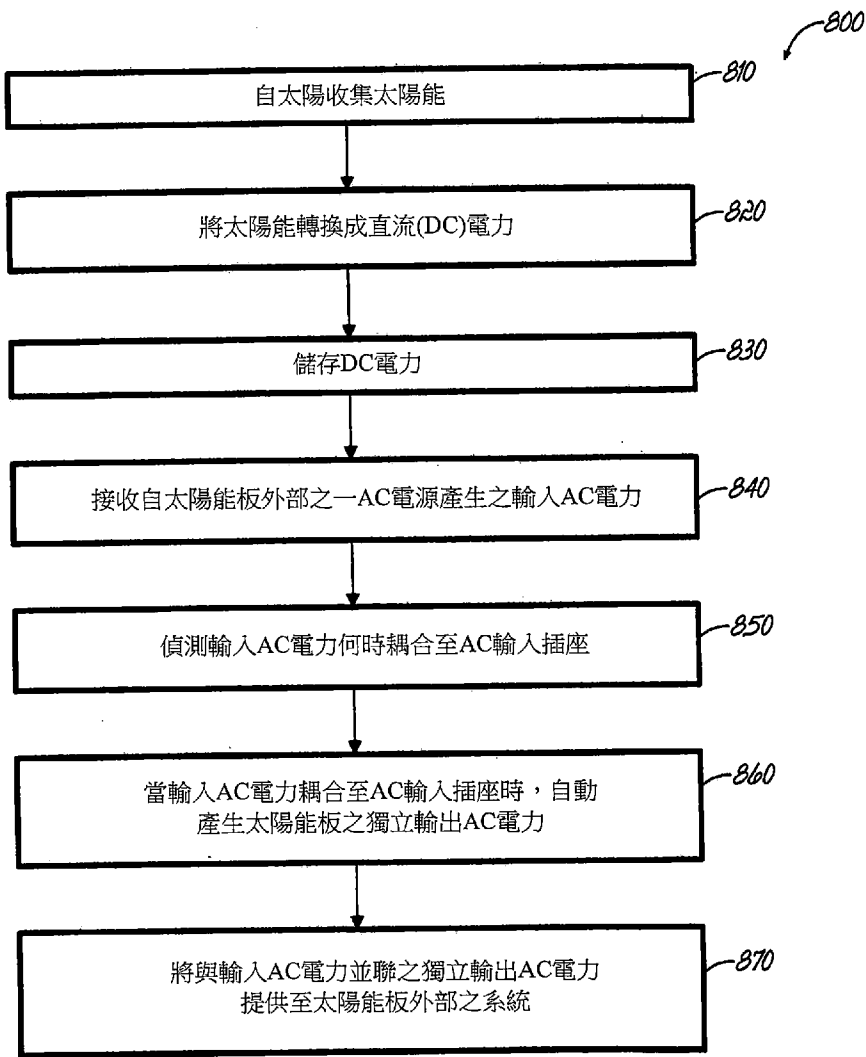 800
自太陽收集太陽能
810
將太陽能轉換成直流(DC)電力
820
儲存DC電力
830
接收自太陽能板外部之一AC電源產生之輸入AC電力
840
偵測輸入AC電力何時耦合至AC輸入插座
850
當輸入AC電力耦合至AC輸入插座時，自動
產生太陽能板之獨立輸出AC電力
860
將與輸入AC電力並聯之獨立輸出AC電力
提供至太陽能板外部之系統
870